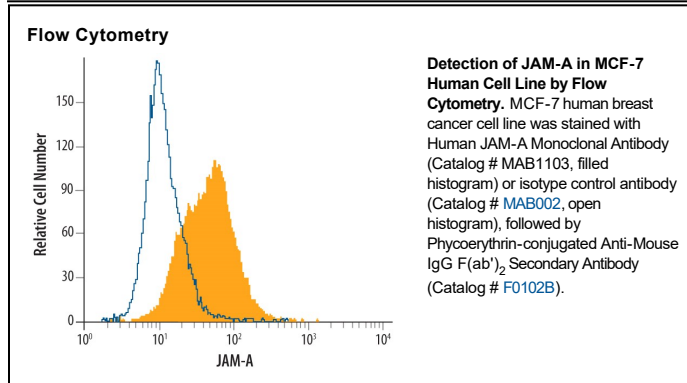 Flow Cytometry
Relative Cell Number
150
120
90
60
30
0
10⁰
10¹
10²
10³
10⁴
JAM-A
Detection of JAM-A in MCF-7
Human Cell Line by Flow
Cytometry. MCF-7 human breast
cancer cell line was stained with
Human JAM-A Monoclonal Antibody
(Catalog # MAB1103, filled
histogram) or isotype control antibody
(Catalog # MAB002, open
histogram), followed by
Phycoerythrin-conjugated Anti-Mouse
IgG F(ab')₂ Secondary Antibody
(Catalog # F0102B).